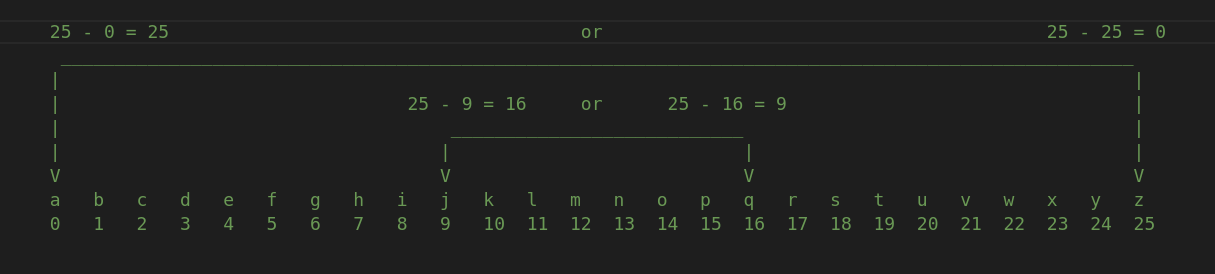 25 - 0 = 25 or 25 - 25 = 0
___________________________________________________________________________________________________
| |
| 25 - 9 = 16 or 25 - 16 = 9 |
| ___________________________ |
| | | |
V V V V
a b c d e f g h i j k l m n o p q r s t u v w x y z
0 1 2 3 4 5 6 7 8 9 10 11 12 13 14 15 16 17 18 19 20 21 22 23 24 25